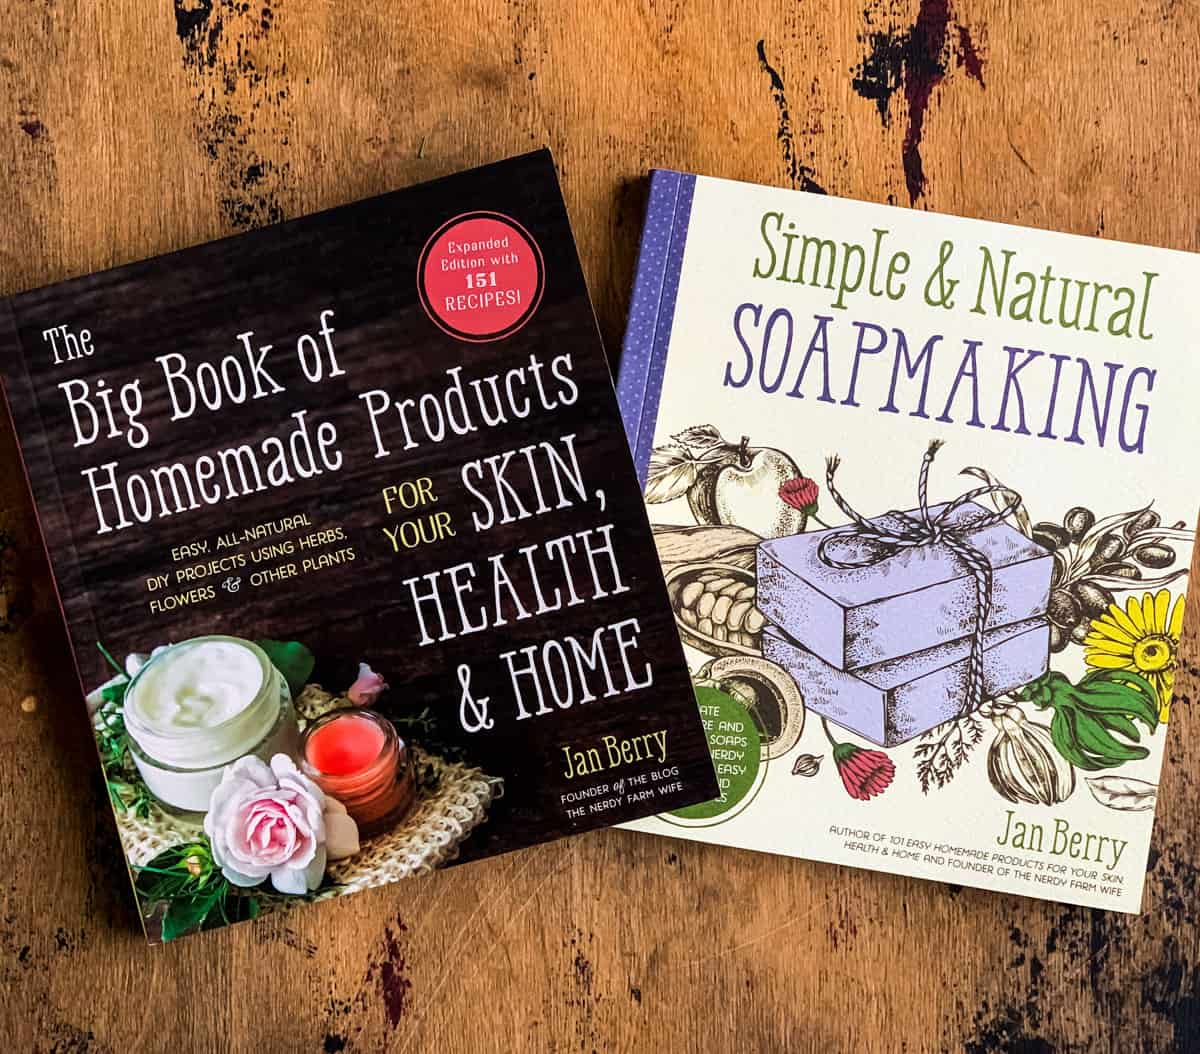 The
Big Book of
Homemade Products
FOR
YOUR
SKIN,
HEALTH
& HOME
Expanded
Edition with
151
RECIPES!
EASY, ALL-NATURAL
DIY PROJECTS USING HERBS,
FLOWERS & OTHER PLANTS
Jan Berry
FOUNDER of THE BLOG
THE NERDY FARM WIFE
Simple & Natural
SOAPMAKING
AND
SOAPS
EASY
Jan Berry
AUTHOR OF 101 EASY HOMEMADE PRODUCTS FOR YOUR SKIN,
HEALTH & HOME AND FOUNDER OF THE NERDY FARM WIFE